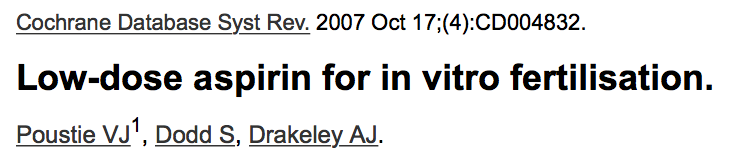 Cochrane Database Syst Rev. 2007 Oct 17;(4):CD004832.
Low-dose aspirin for in vitro fertilisation.
Poustie VJ1, Dodd S, Drakeley AJ.